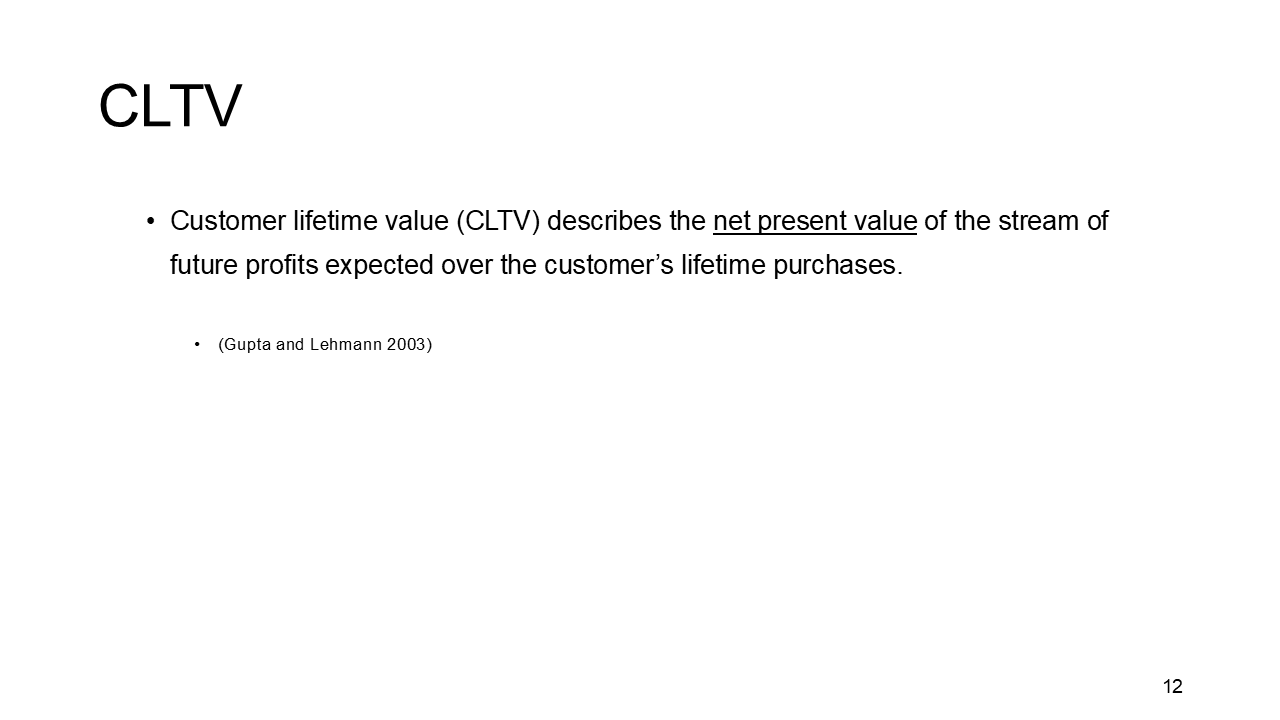 CLTV
• Customer lifetime value (CLTV) describes the net present value of the stream of
future profits expected over the customer’s lifetime purchases.
• (Gupta and Lehmann 2003)
12